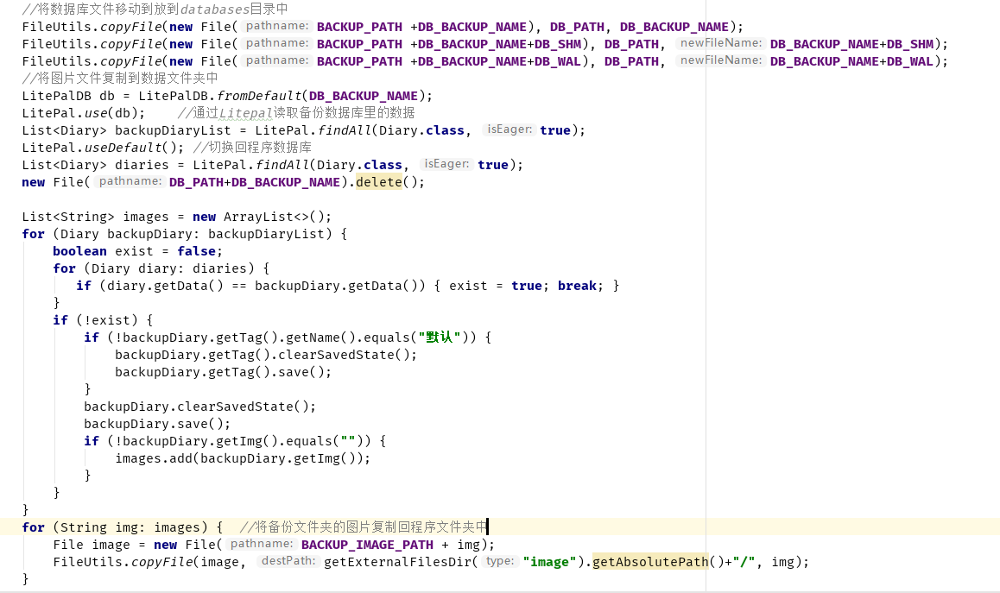 //将数据库文件移动到放到databases目录中
FileUtils.copyFile(new File( pathname: BACKUP_PATH +DB_BACKUP_NAME), DB_PATH, DB_BACKUP_NAME);
FileUtils.copyFile(new File( pathname: BACKUP_PATH +DB_BACKUP_NAME+DB_SHM), DB_PATH, newFileName: DB_BACKUP_NAME+DB_SHM);
FileUtils.copyFile(new File( pathname: BACKUP_PATH +DB_BACKUP_NAME+DB_WAL), DB_PATH, newFileName: DB_BACKUP_NAME+DB_WAL);
//将图片文件复制到数据文件夹中
LitePalDB db = LitePalDB.fromDefault(DB_BACKUP_NAME);
LitePal.use(db);    //通过Litepal读取备份数据库里的数据
List<Diary> backupDiaryList = LitePal.findAll(Diary.class, isEager: true);
LitePal.useDefault(); //切换回程序数据库
List<Diary> diaries = LitePal.findAll(Diary.class, isEager: true);
new File( pathname: DB_PATH+DB_BACKUP_NAME).delete();
List<String> images = new ArrayList<>();
for (Diary backupDiary: backupDiaryList) {
    boolean exist = false;
    for (Diary diary: diaries) {
       if (diary.getData() == backupDiary.getData()) { exist = true; break; }
    }
    if (!exist) {
        if (!backupDiary.getTag().getName().equals("默认")) {
            backupDiary.getTag().clearSavedState();
            backupDiary.getTag().save();
        }
        backupDiary.clearSavedState();
        backupDiary.save();
        if (!backupDiary.getImg().equals("")) {
            images.add(backupDiary.getImg());
        }
    }
}
for (String img: images) {  //将备份文件夹的图片复制回程序文件夹中
    File image = new File( pathname: BACKUP_IMAGE_PATH + img);
    FileUtils.copyFile(image, destPath: getExternalFilesDir( type: "image").getAbsolutePath()+"/", img);
}